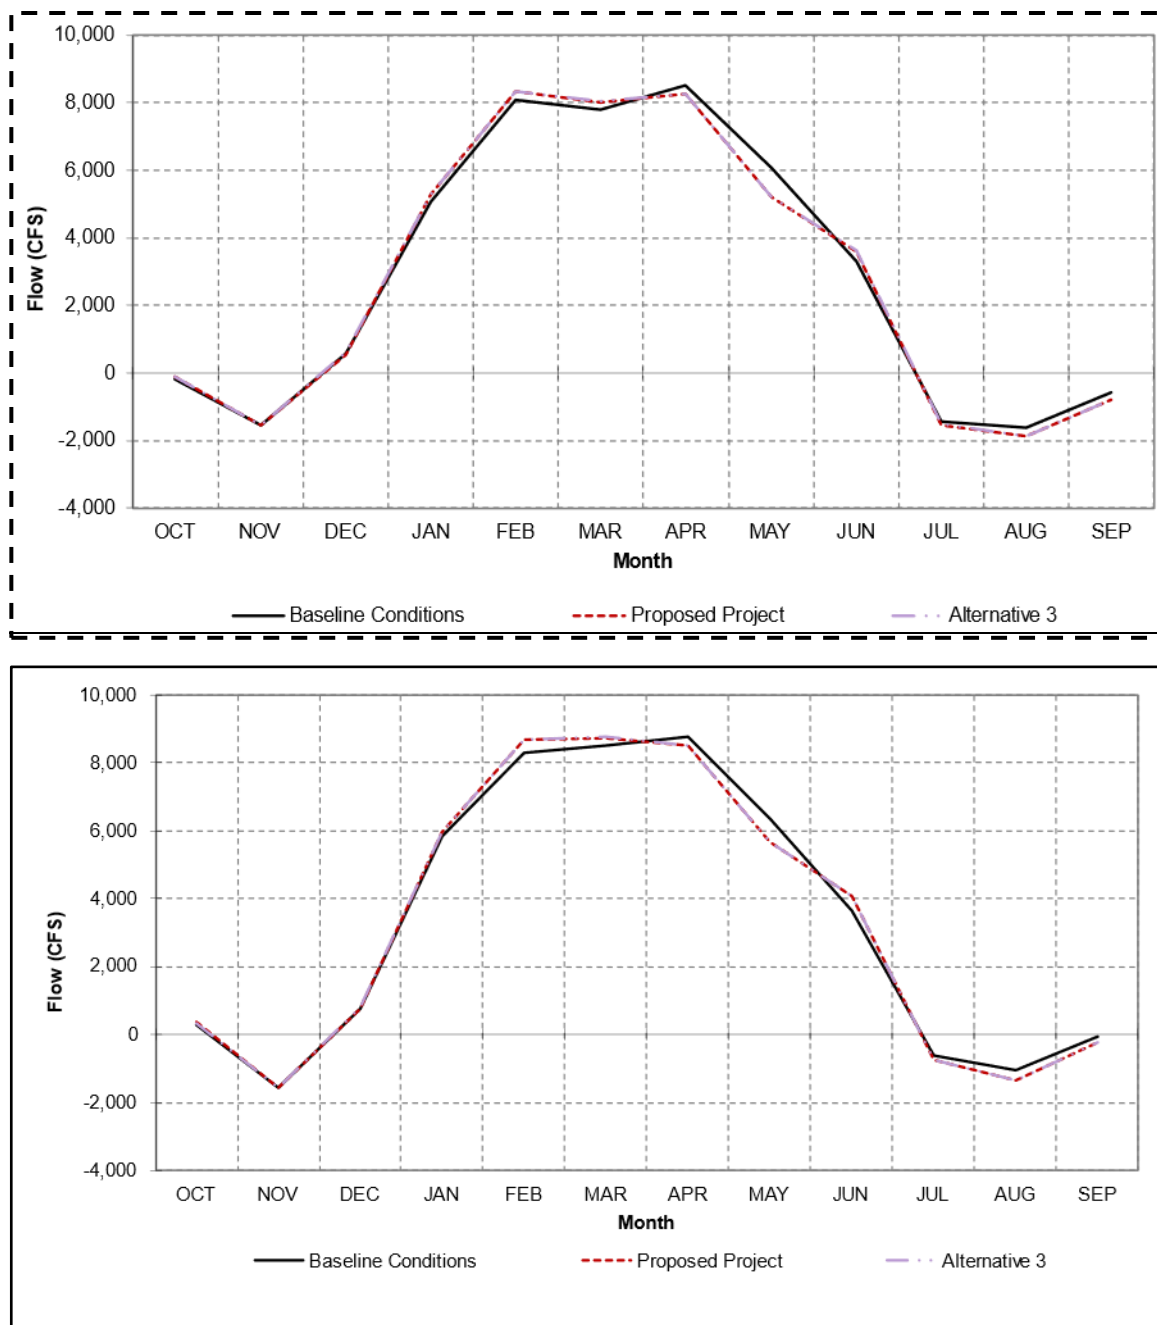 10,000
8,000
6,000
4,000
2,000
0
-2,000
-4,000
Flow (CFS)
OCT NOV DEC JAN FEB MAR APR MAY JUN JUL AUG SEP
Month
Baseline Conditions Proposed Project Alternative 3
10,000
8,000
6,000
4,000
2,000
0
-2,000
-4,000
Flow (CFS)
OCT NOV DEC JAN FEB MAR APR MAY JUN JUL AUG SEP
Month
Baseline Conditions Proposed Project Alternative 3